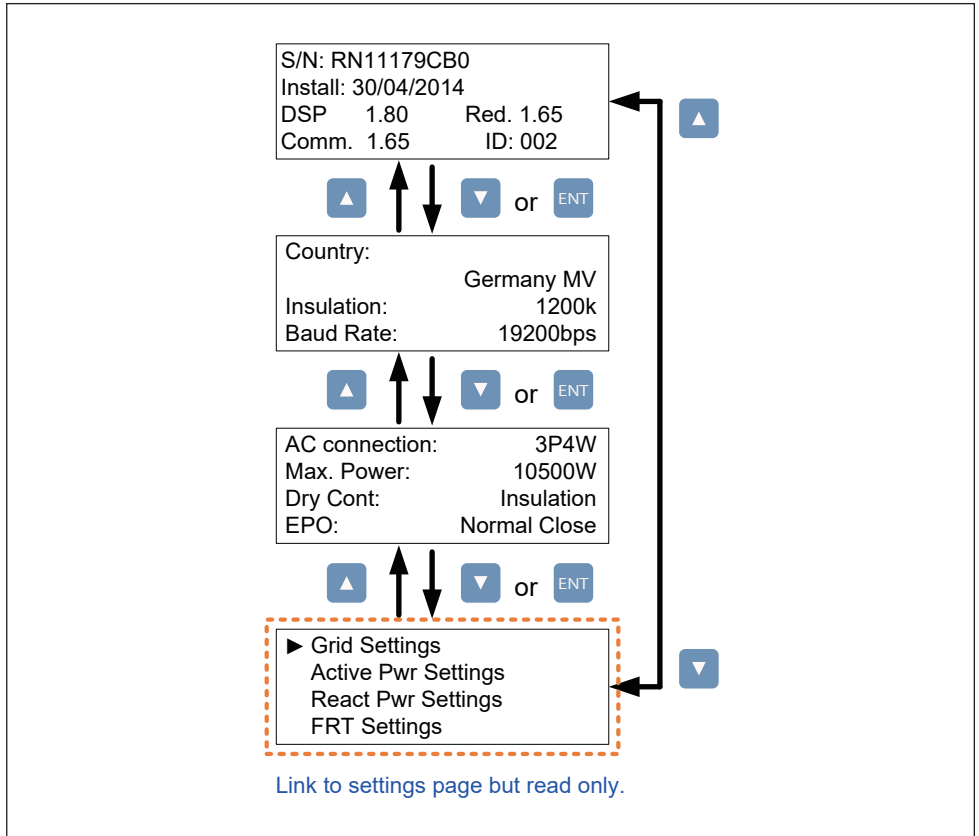 S/N: RN11179CB0
Install: 30/04/2014
DSP 1.80 Red. 1.65
Comm. 1.65 ID: 002
or ENT
Country:
Germany MV
Insulation: 1200k
Baud Rate: 19200bps
or ENT
AC connection: 3P4W
Max. Power: 10500W
Dry Cont: Insulation
EPO: Normal Close
or ENT
► Grid Settings
Active Pwr Settings
React Pwr Settings
FRT Settings
Link to settings page but read only.